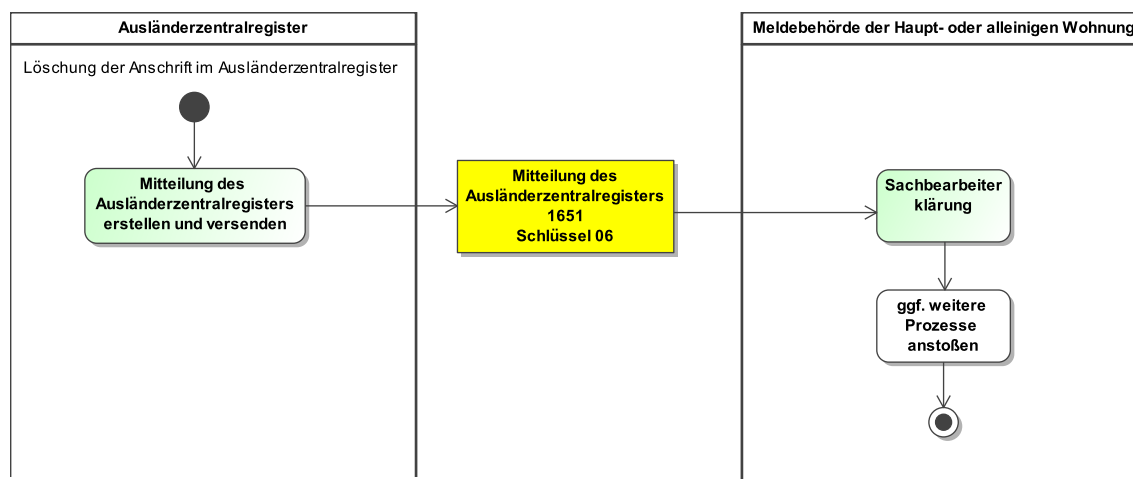 Ausländerzentralregister
Meldebehörde der Haupt- oder alleinigen Wohnung
Löschung der Anschrift im Ausländerzentralregister
Mitteilung des
Ausländerzentralregisters
erstellen und versenden
Mitteilung des
Ausländerzentralregisters
1651
Schlüssel 06
Sachbearbeiter
klärung
ggf. weitere
Prozesse
anstoßen